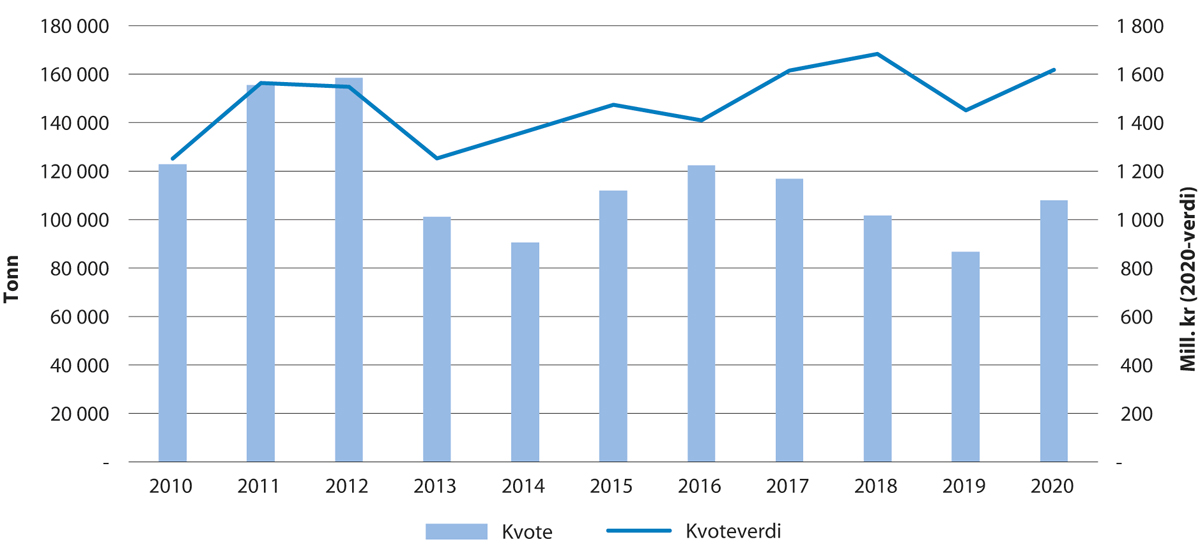 180 000 1 800
160 000 1 600
140 000 1 400
120 000 1 200
100 000 1 000
80 000 800
60 000 600
40 000 400
20 000 200
- -
Tonn
Mill. kr (2020-verdi)
2010 2011 2012 2013 2014 2015 2016 2017 2018 2019 2020
Kvote Kvoteverdi